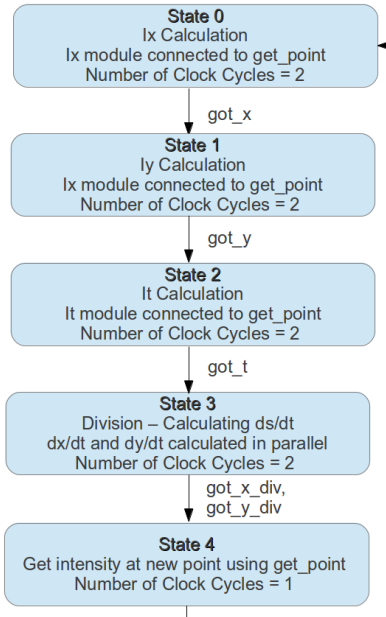 State 0
Ix Calculation
Ix module connected to get_point
Number of Clock Cycles = 2
got_x
State 1
Iy Calculation
Ix module connected to get_point
Number of Clock Cycles = 2
got_y
State 2
It Calculation
It module connected to get_point
Number of Clock Cycles = 2
got_t
State 3
Division – Calculating ds/dt
dx/dt and dy/dt calculated in parallel
Number of Clock Cycles = 2
got_x_div,
got_y_div
State 4
Get intensity at new point using get_point
Number of Clock Cycles = 1